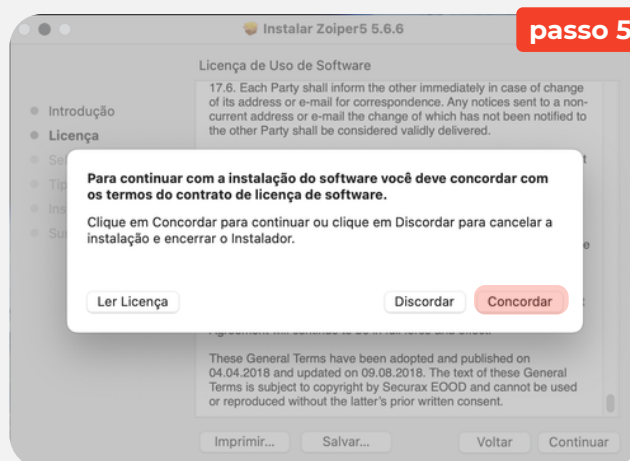 Instalar Zoiper5 5.6.6
passo 5
Licença de Uso de Software
17.6. Each Party shall inform the other immediately in case of change
of its address or e-mail for correspondence. Any notices sent to a non-
current address or e-mail the change of which has not been notified to
the other Party shall be considered validly delivered.
Introdução
Licença
Para continuar com a instalação do software você deve concordar com
os termos do contrato de licença de software.
Clique em Concordar para continuar ou clique em Discordar para cancelar a
instalação e encerrar o Instalador.
Ler Licença
Discordar
Concordar
These General Terms have been adopted and published on
04.04.2018 and updated on 09.08.2018. The text of these General
Terms is subject to copyright by Securax EOOD and cannot be used
or reproduced without the latter's prior written consent.
Imprimir...
Salvar...
Voltar
Continuar